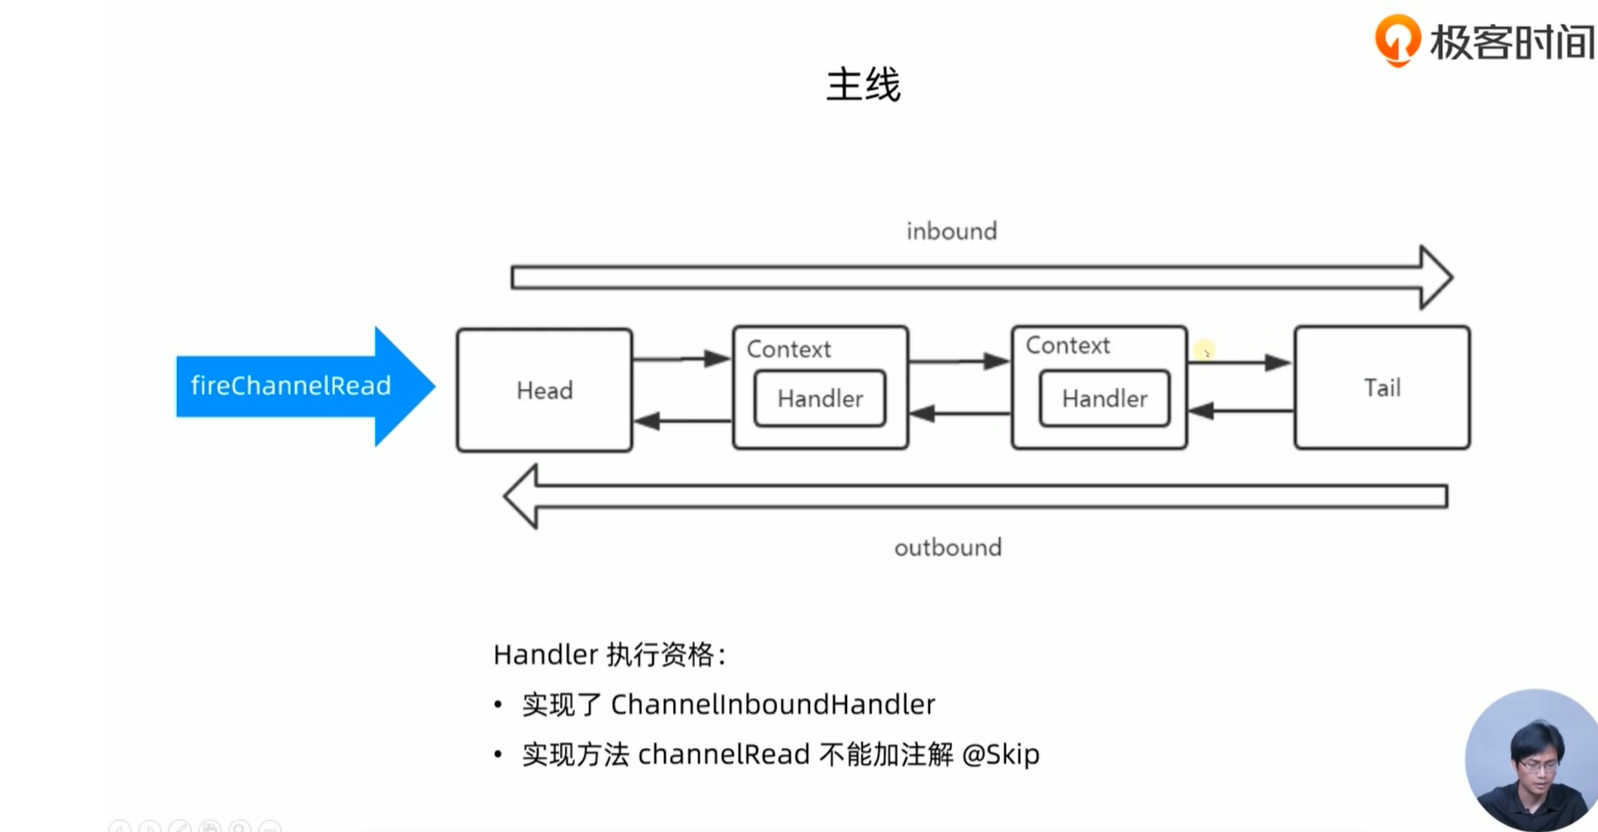 极客时间
主线
inbound
fireChannelRead
Head
Context
Handler
Context
Handler
Tail
outbound
Handler 执行资格：
• 实现了 ChannelInboundHandler
• 实现方法 channelRead 不能加注解 @Skip